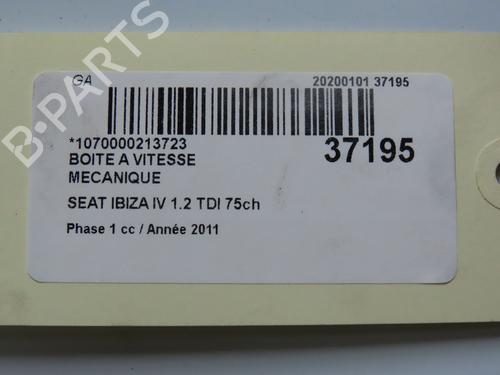 GA
20200101 37195
*1070000213723
37195
BOITE A VITESSE
MECANIQUE
SEAT IBIZA IV 1.2 TDI 75ch
Phase 1 cc / Année 2011
B-PARTS